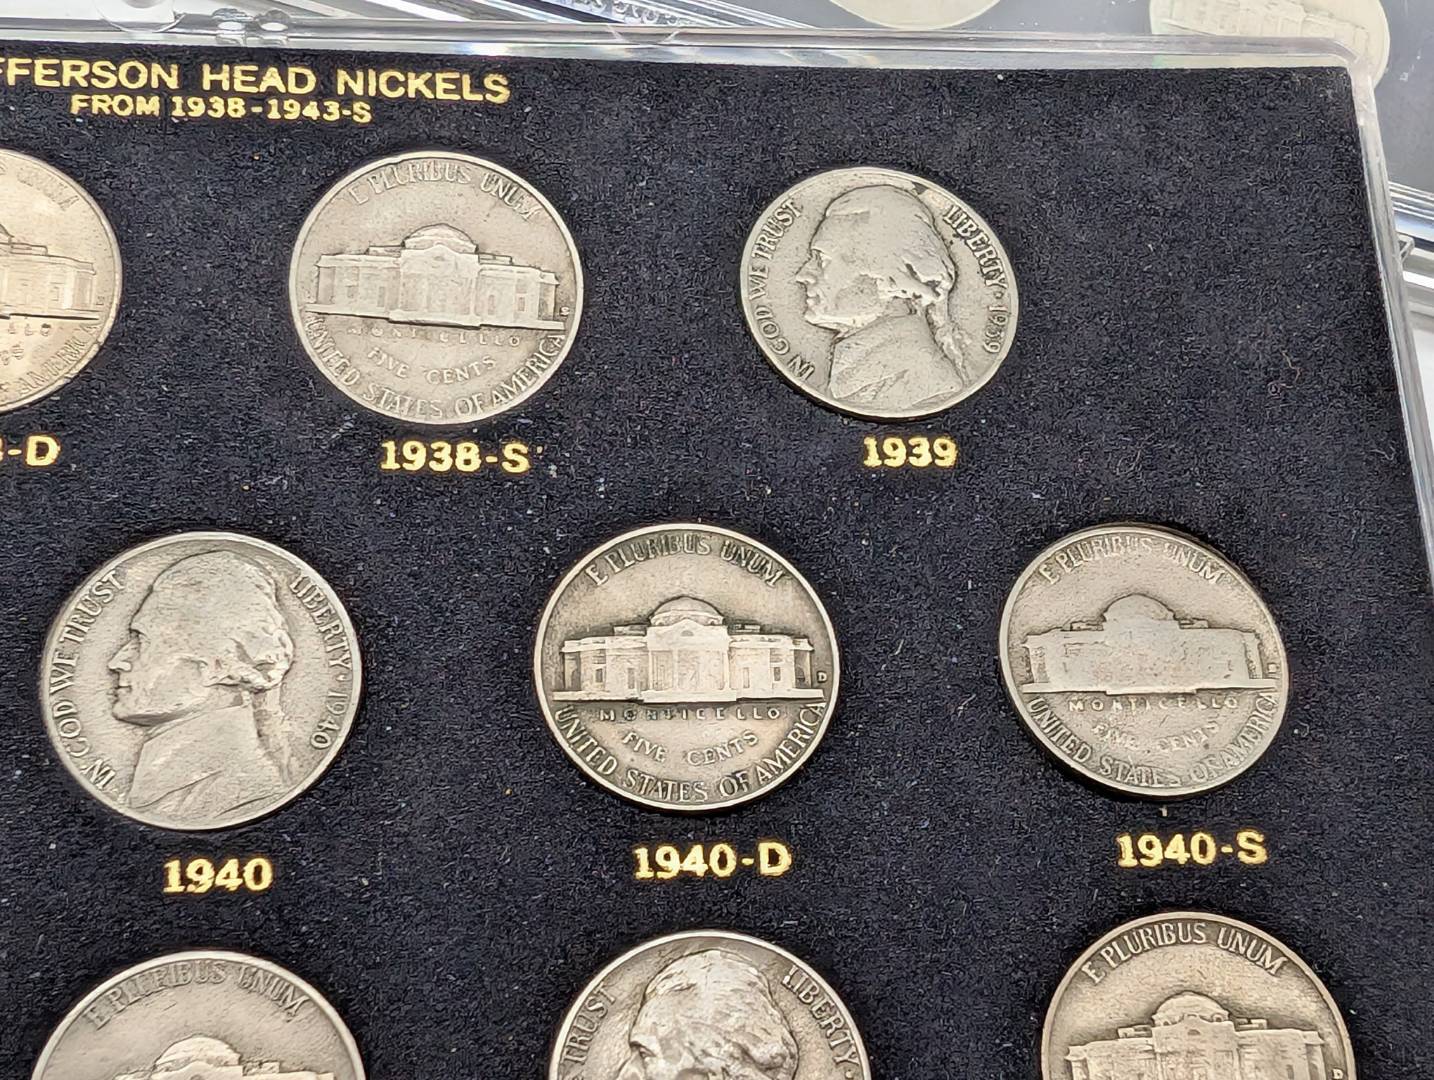 FFERSON HEAD NICKELS
FROM 1938-1943-S
E PLURIBUS UNUM
MONTICELLO
FIVE CENTS
UNITED STATES OF AMERICA
IN GOD WE TRUST LIBERTY · 1939
-D
1938-S
1939
IN GOD WE TRUST LIBERTY · 1940
E PLURIBUS UNUM
D
MONTICELLO
FIVE CENTS
UNITED STATES OF AMERICA
E PLURIBUS UNUM
MONTICELLO
FIVE CENTS
UNITED STATES OF AMERICA
1940
1940-D
1940-S
E PLURIBUS UNUM
TRUST LIBERTY ·
E PLURIBUS UNUM
D